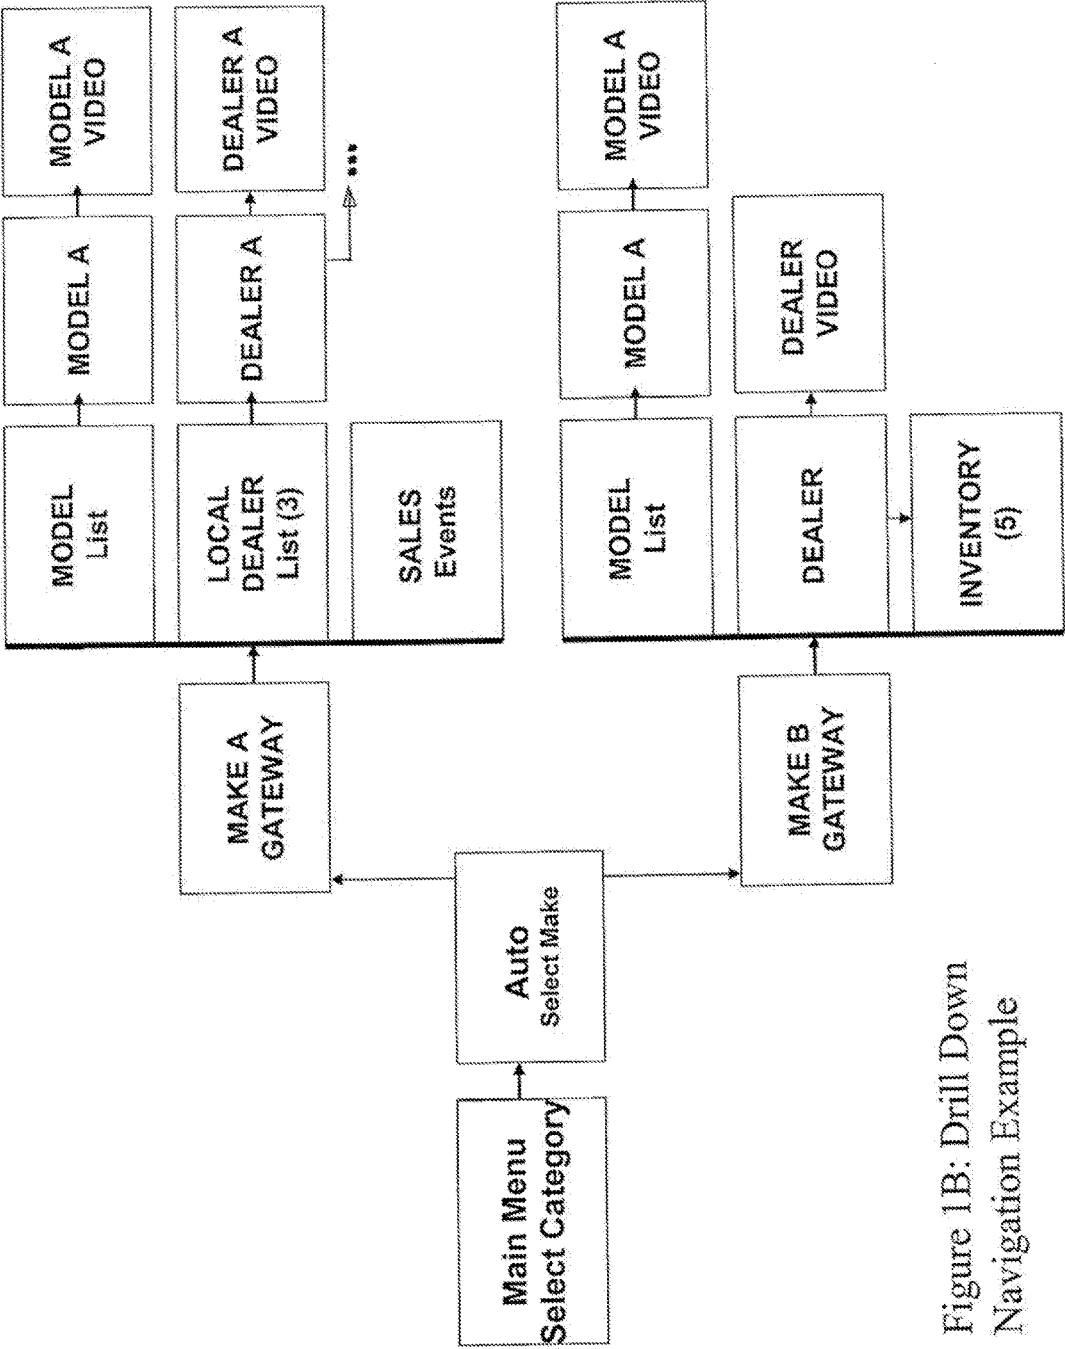 Main Menu
Select Category
Auto
Select Make
MAKE A
GATEWAY
MODEL
List
MODEL A
MODEL A
VIDEO
LOCAL
DEALER
List (3)
DEALER A
DEALER A
VIDEO
...
SALES
Events
MAKE B
GATEWAY
MODEL
List
MODEL A
MODEL A
VIDEO
DEALER
DEALER
VIDEO
INVENTORY
(5)
Figure 1B: Drill Down
Navigation Example